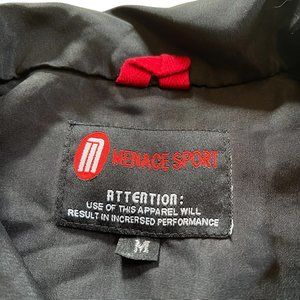 m MENACE SPORT
ATTENTION:
USE OF THIS APPAREL WILL
RESULT IN INCRERSED PERFORMANCE
M